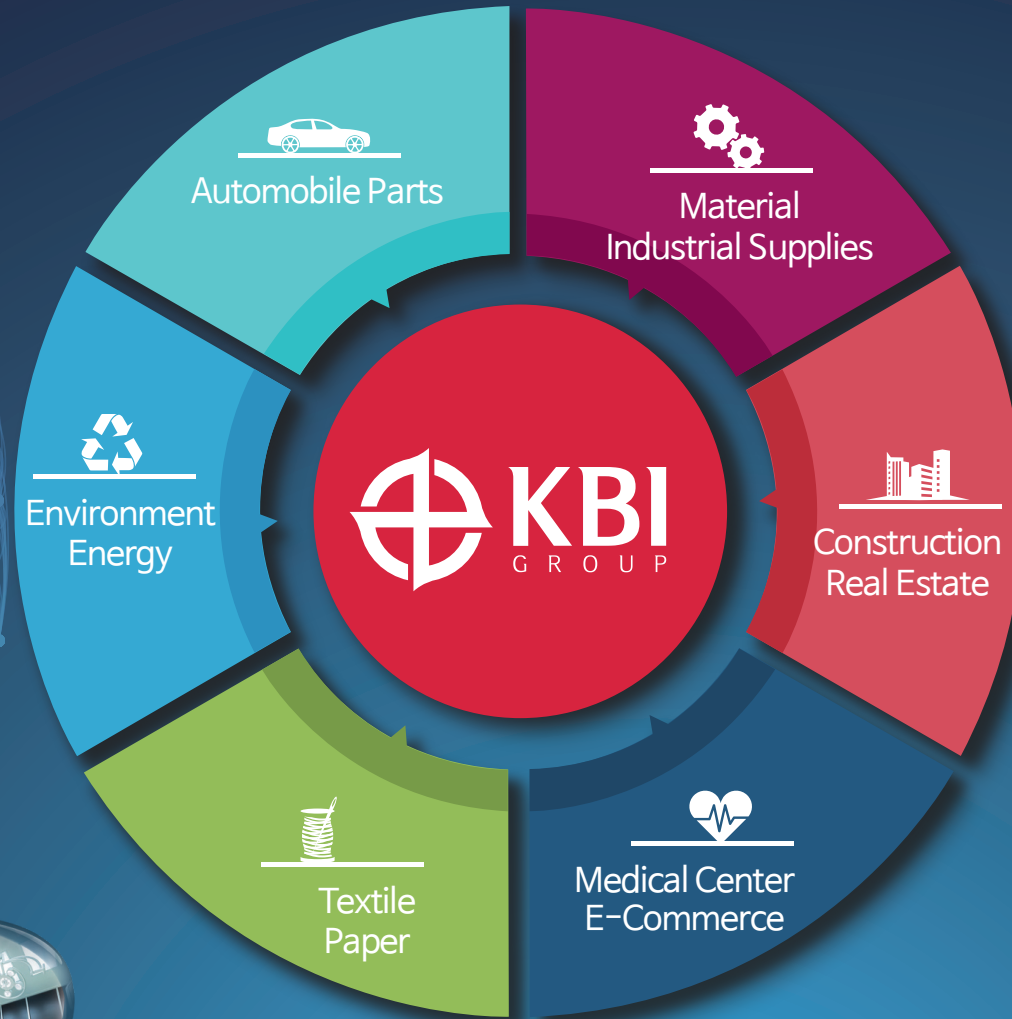 Automobile Parts
Material
Industrial Supplies
Environment
Energy
KBI
GROUP
Construction
Real Estate
Textile
Paper
Medical Center
E-Commerce